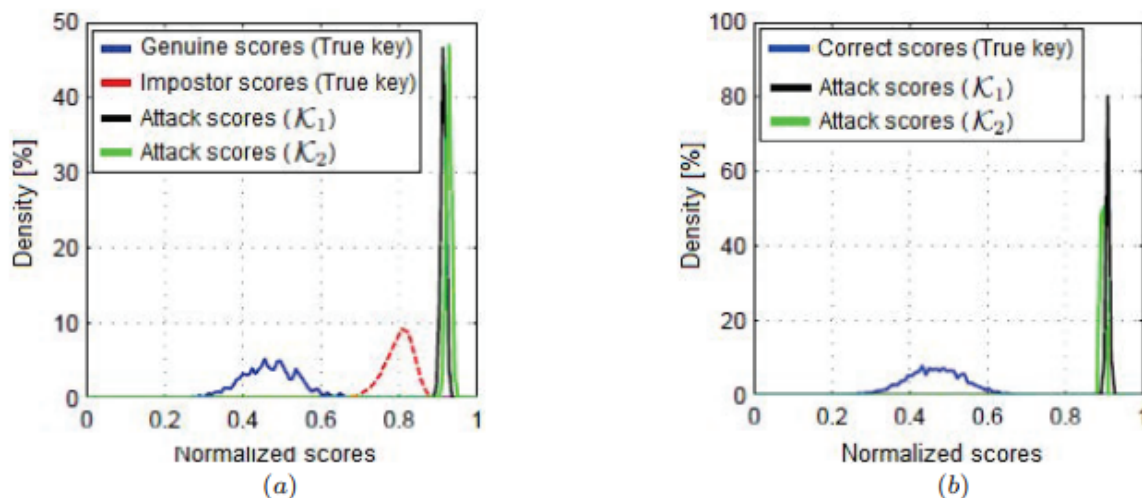 50
40
30
20
10
0
Density [%]
Genuine scores (True key)
Impostor scores (True key)
Attack scores (𝒦₁)
Attack scores (𝒦₂)
0 0.2 0.4 0.6 0.8 1
Normalized scores
(a)
100
80
60
40
20
0
Density [%]
Correct scores (True key)
Attack scores (𝒦₁)
Attack scores (𝒦₂)
0 0.2 0.4 0.6 0.8 1
Normalized scores
(b)